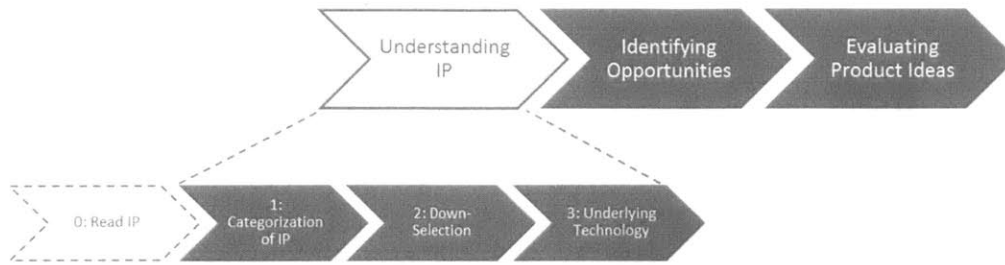 Understanding
IP
Identifying
Opportunities
Evaluating
Product Ideas
0: Read IP
1:
Categorization
of IP
2: Down-
Selection
3: Underlying
Technology